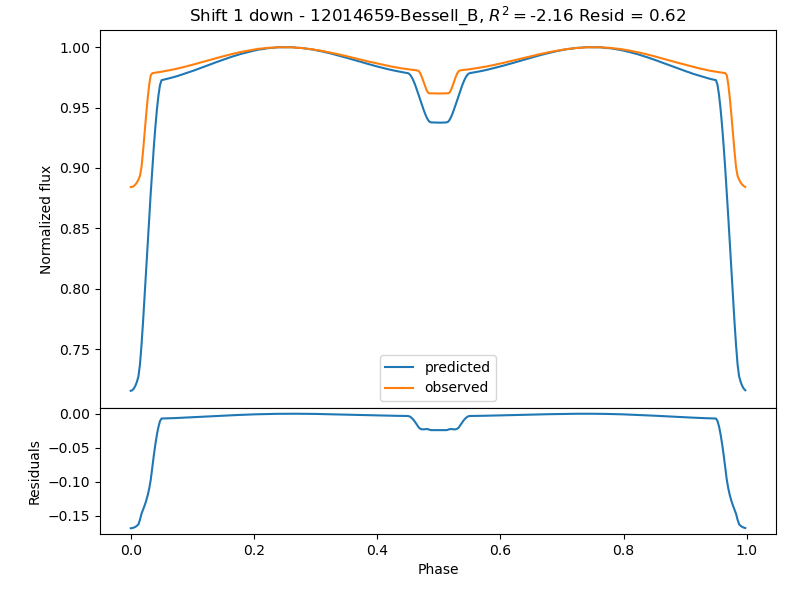 Shift 1 down - 12014659-Bessell_B, R² = -2.16 Resid = 0.62
1.00
0.95
0.90
0.85
0.80
0.75
Normalized flux
predicted
observed
0.00
−0.05
−0.10
−0.15
Residuals
0.0 0.2 0.4 0.6 0.8 1.0
Phase